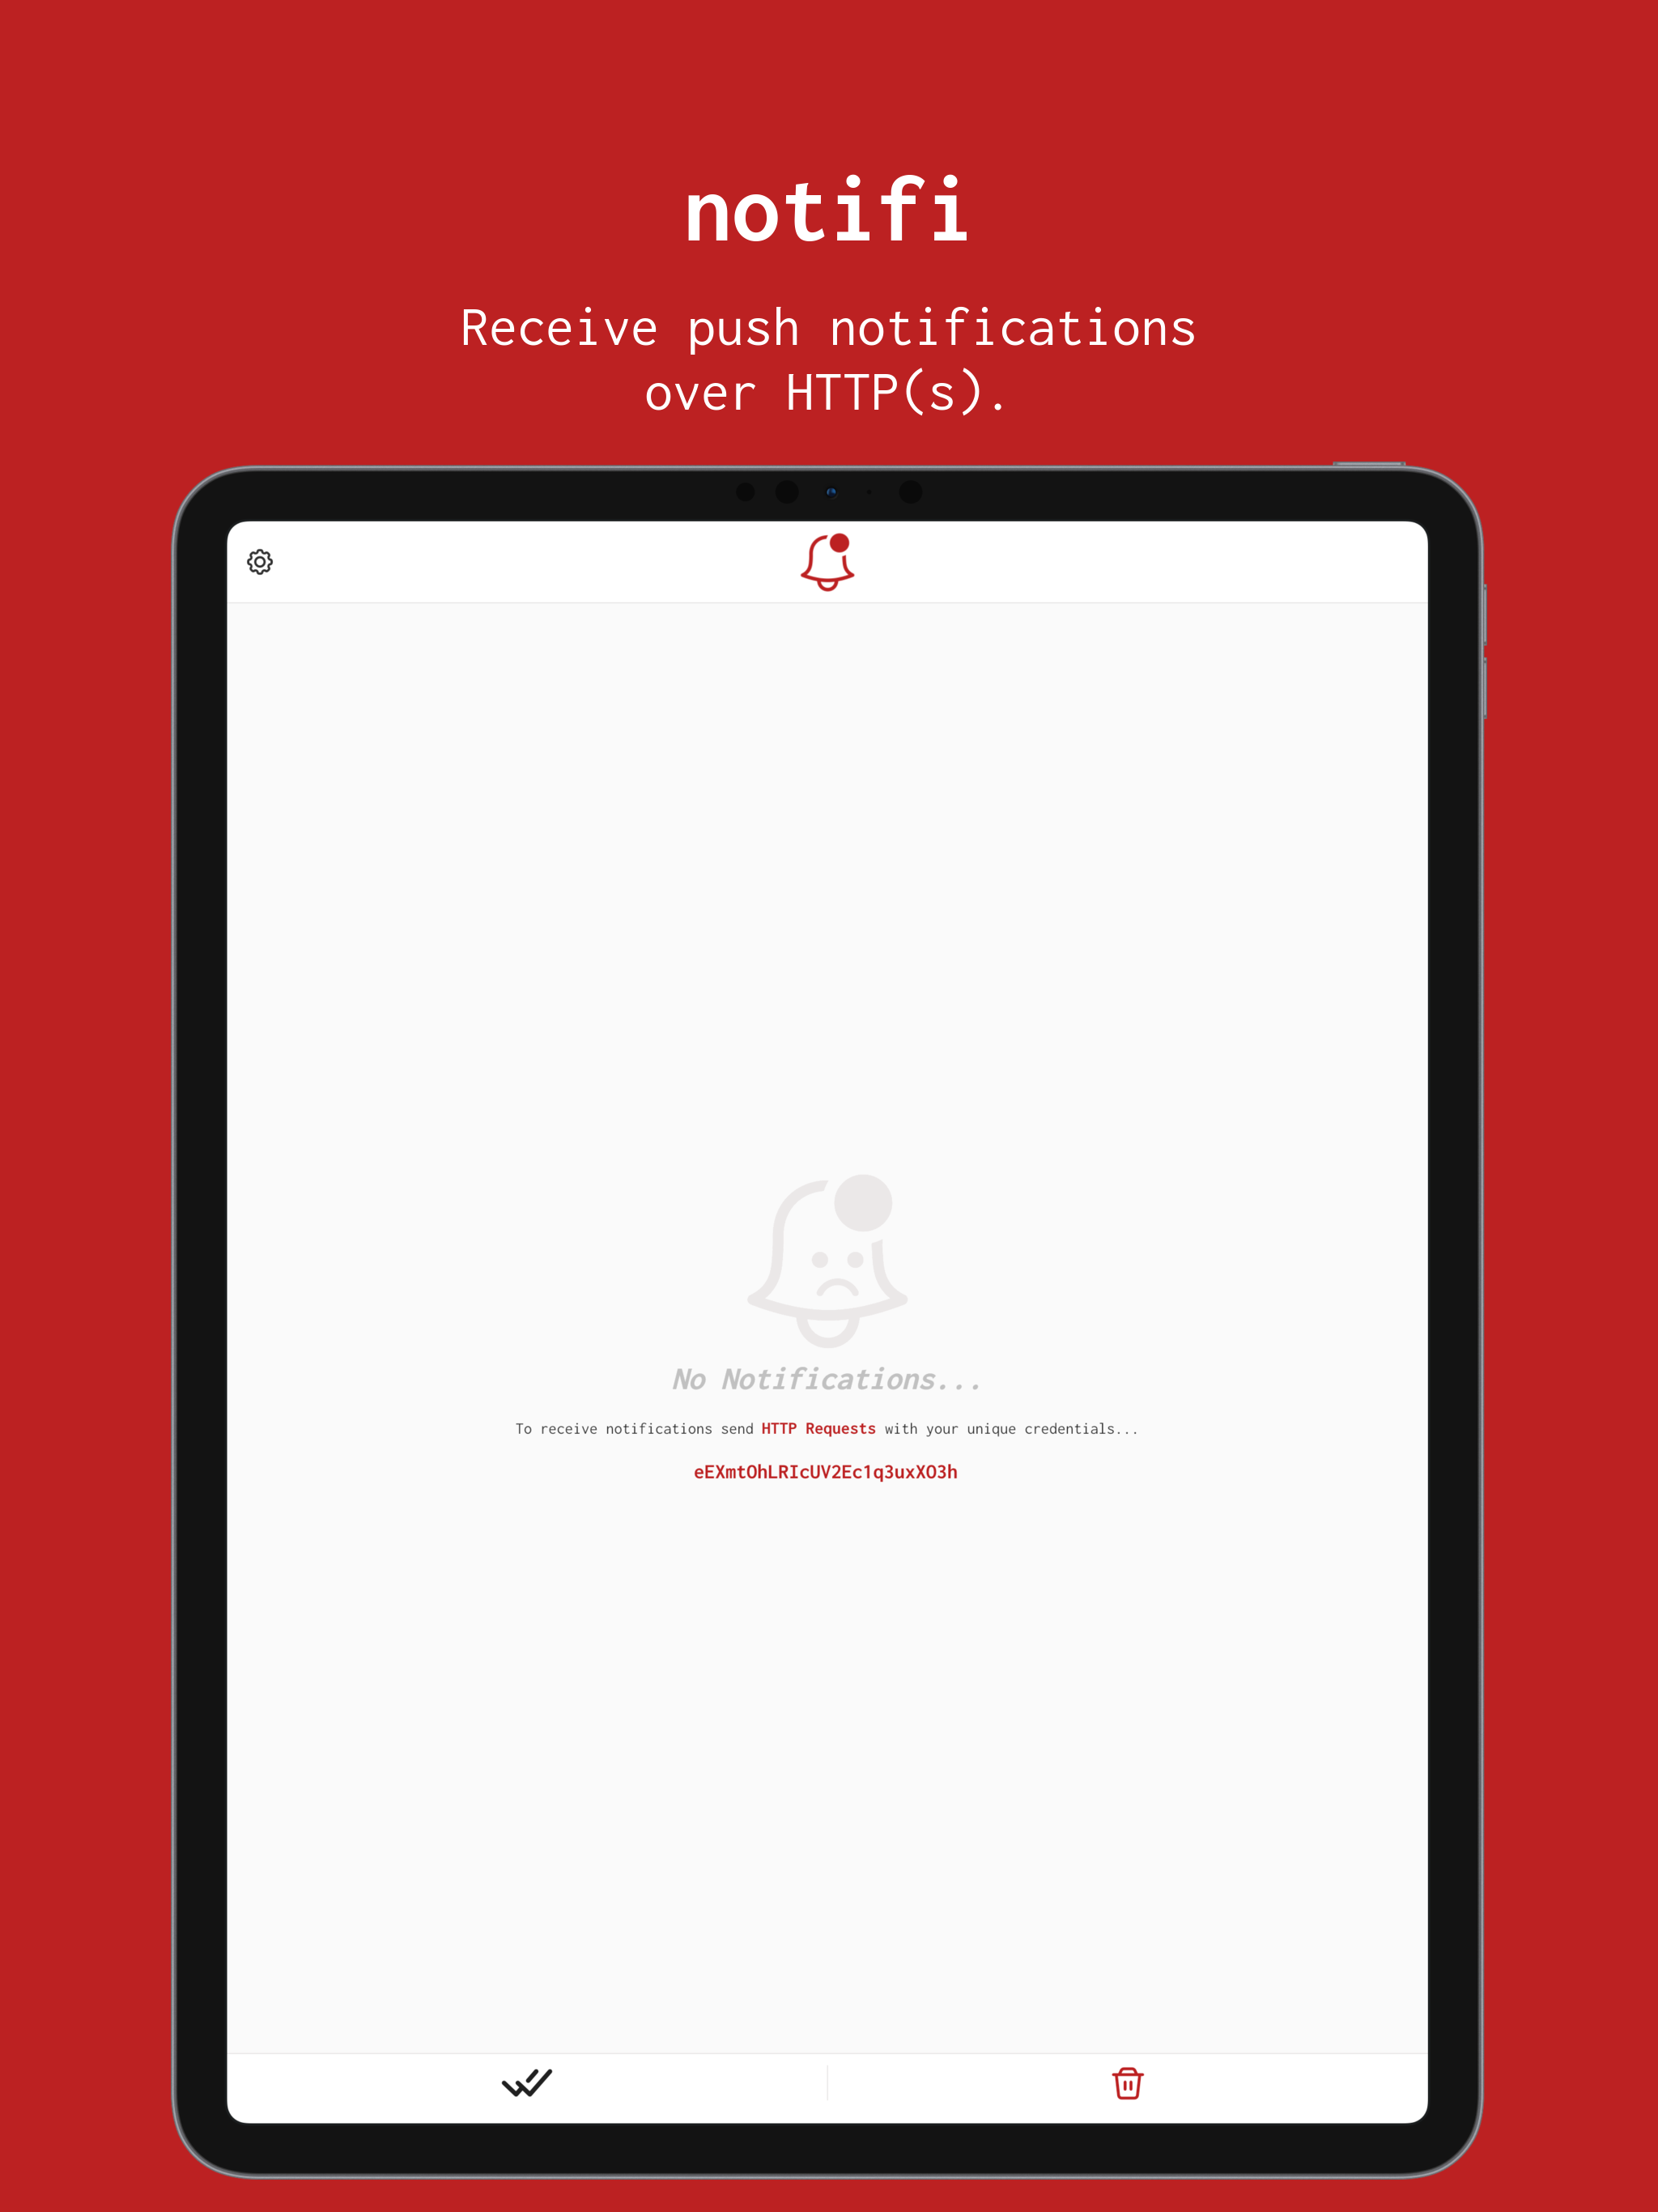 notifi
Receive push notifications
over HTTP(s).
No Notifications...
To receive notifications send HTTP Requests with your unique credentials...
eEXmtOhLRIcUV2Ec1q3uxXO3h